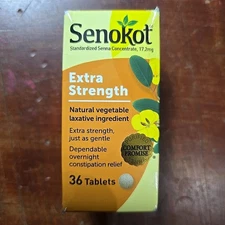 Senokot
Standardized Senna Concentrate, 17.2mg
Extra
Strength
Natural vegetable
laxative ingredient
Extra strength,
just as gentle
Dependable
overnight
constipation relief
COMFORT
PROMISE
36 Tablets